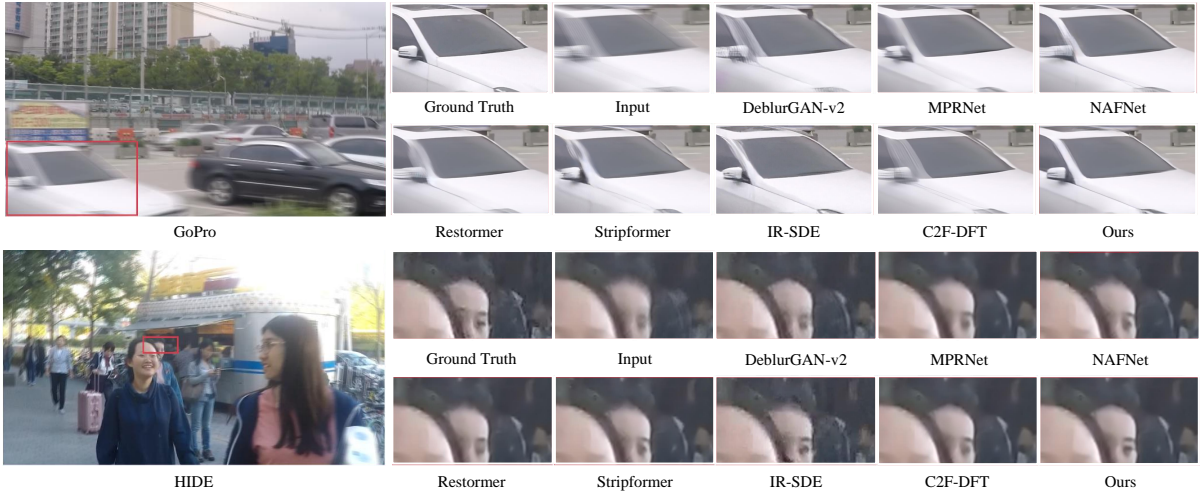 Ground Truth Input DeblurGAN-v2 MPRNet NAFNet
GoPro Restormer Stripformer IR-SDE C2F-DFT Ours
Ground Truth Input DeblurGAN-v2 MPRNet NAFNet
HIDE Restormer Stripformer IR-SDE C2F-DFT Ours